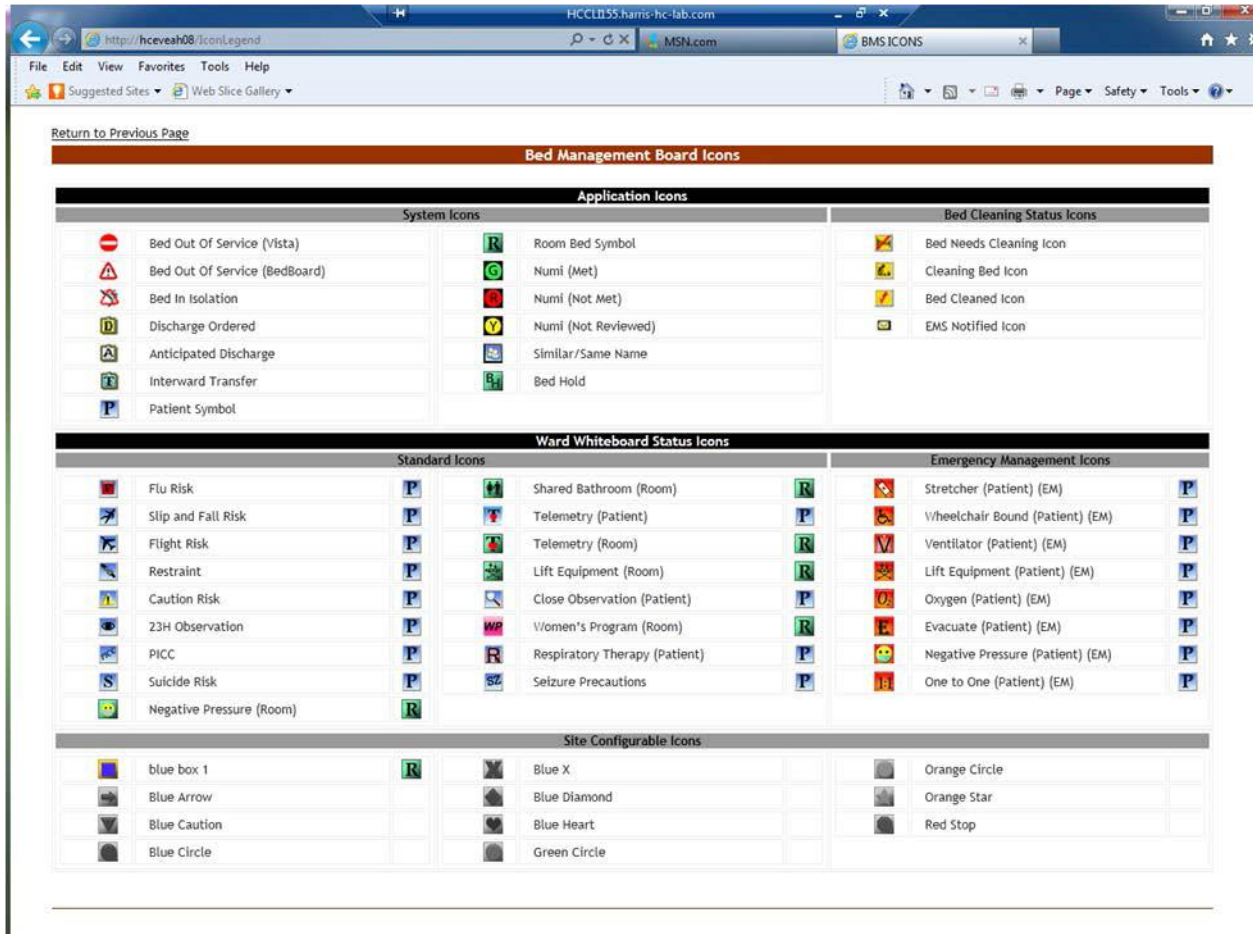 HCCLI1155.harris-hc-lab.com
http://hceveah08/IconLegend
MSN.com
BMS ICONS
File Edit View Favorites Tools Help
Suggested Sites Web Slice Gallery
Page Safety Tools
Return to Previous Page
Bed Management Board Icons
Application Icons
System Icons Bed Cleaning Status Icons
Bed Out Of Service (Vista) R Room Bed Symbol Bed Needs Cleaning Icon
Bed Out Of Service (BedBoard) G Numi (Met) Cleaning Bed Icon
Bed In Isolation R Numi (Not Met) Bed Cleaned Icon
D Discharge Ordered Y Numi (Not Reviewed) EMS Notified Icon
A Anticipated Discharge Similar/Same Name
T Interward Transfer BH Bed Hold
P Patient Symbol
Ward Whiteboard Status Icons
Standard Icons Emergency Management Icons
Flu Risk P Shared Bathroom (Room) R Stretcher (Patient) (EM) P
Slip and Fall Risk P Telemetry (Patient) P Wheelchair Bound (Patient) (EM) P
Flight Risk P Telemetry (Room) R V Ventilator (Patient) (EM) P
Restraint P Lift Equipment (Room) R Lift Equipment (Patient) (EM) P
Caution Risk P Close Observation (Patient) P O2 Oxygen (Patient) (EM) P
23H Observation P WP Women's Program (Room) R E Evacuate (Patient) (EM) P
PICC PICC P R Respiratory Therapy (Patient) P Negative Pressure (Patient) (EM) P
S Suicide Risk P SZ Seizure Precautions P 1:1 One to One (Patient) (EM) P
Negative Pressure (Room) R
Site Configurable Icons
blue box 1 R Blue X Orange Circle
Blue Arrow Blue Diamond Orange Star
Blue Caution Blue Heart Red Stop
Blue Circle Green Circle